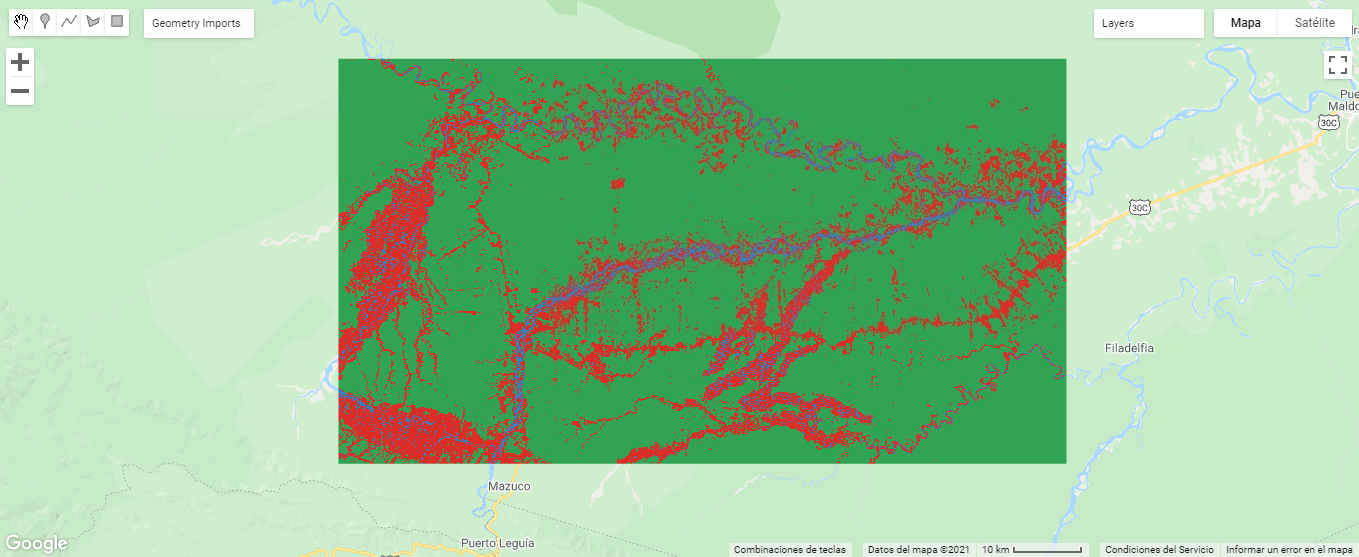 Geometry Imports
Layers
Mapa
Satélite
Pue
Maldo
30C
30C
Filadelfia
Mazuco
Puerto Leguía
Google
Combinaciones de teclas
Datos del mapa ©2021
10 km
Condiciones del Servicio
Informar un error en el mapa